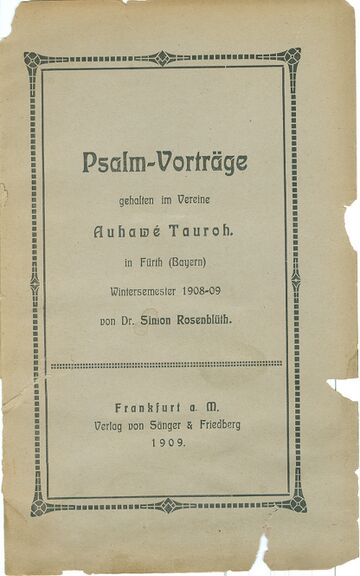 Psalm-Vorträge
gehalten im Vereine
Auhawé Tauroh.
in Fürth (Bayern)
Wintersemester 1908-09
von Dr. Simon Rosenblüth.
Frankfurt a. M.
Verlag von Sänger & Friedberg
1909.